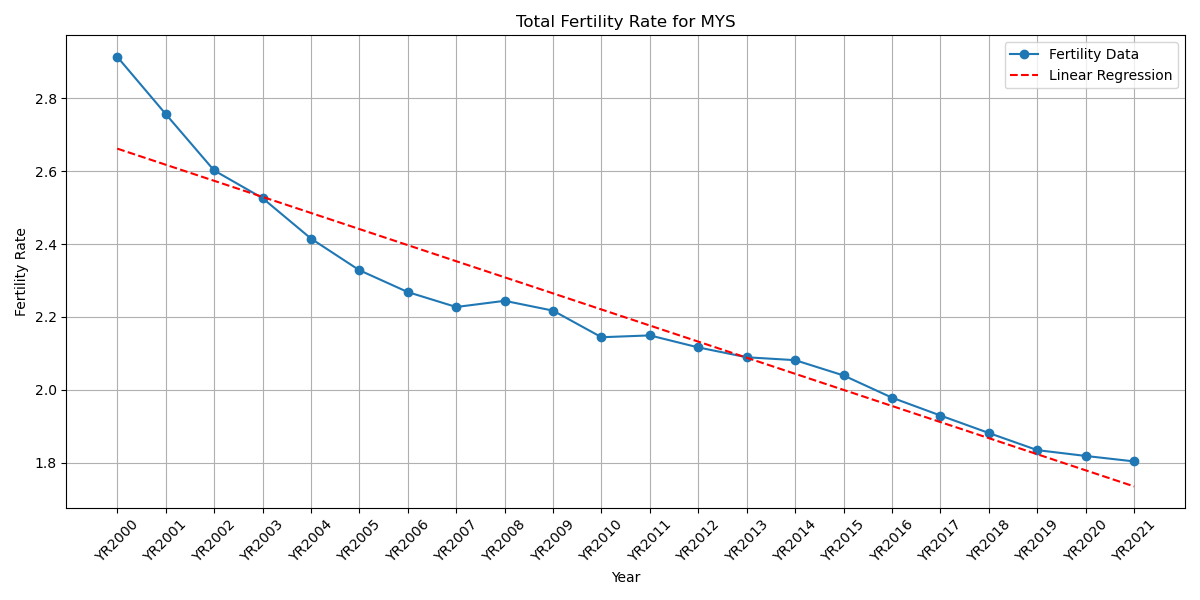 Total Fertility Rate for MYS
Fertility Data
Linear Regression
Fertility Rate
2.8
2.6
2.4
2.2
2.0
1.8
YR2000
YR2001
YR2002
YR2003
YR2004
YR2005
YR2006
YR2007
YR2008
YR2009
YR2010
YR2011
YR2012
YR2013
YR2014
YR2015
YR2016
YR2017
YR2018
YR2019
YR2020
YR2021
Year